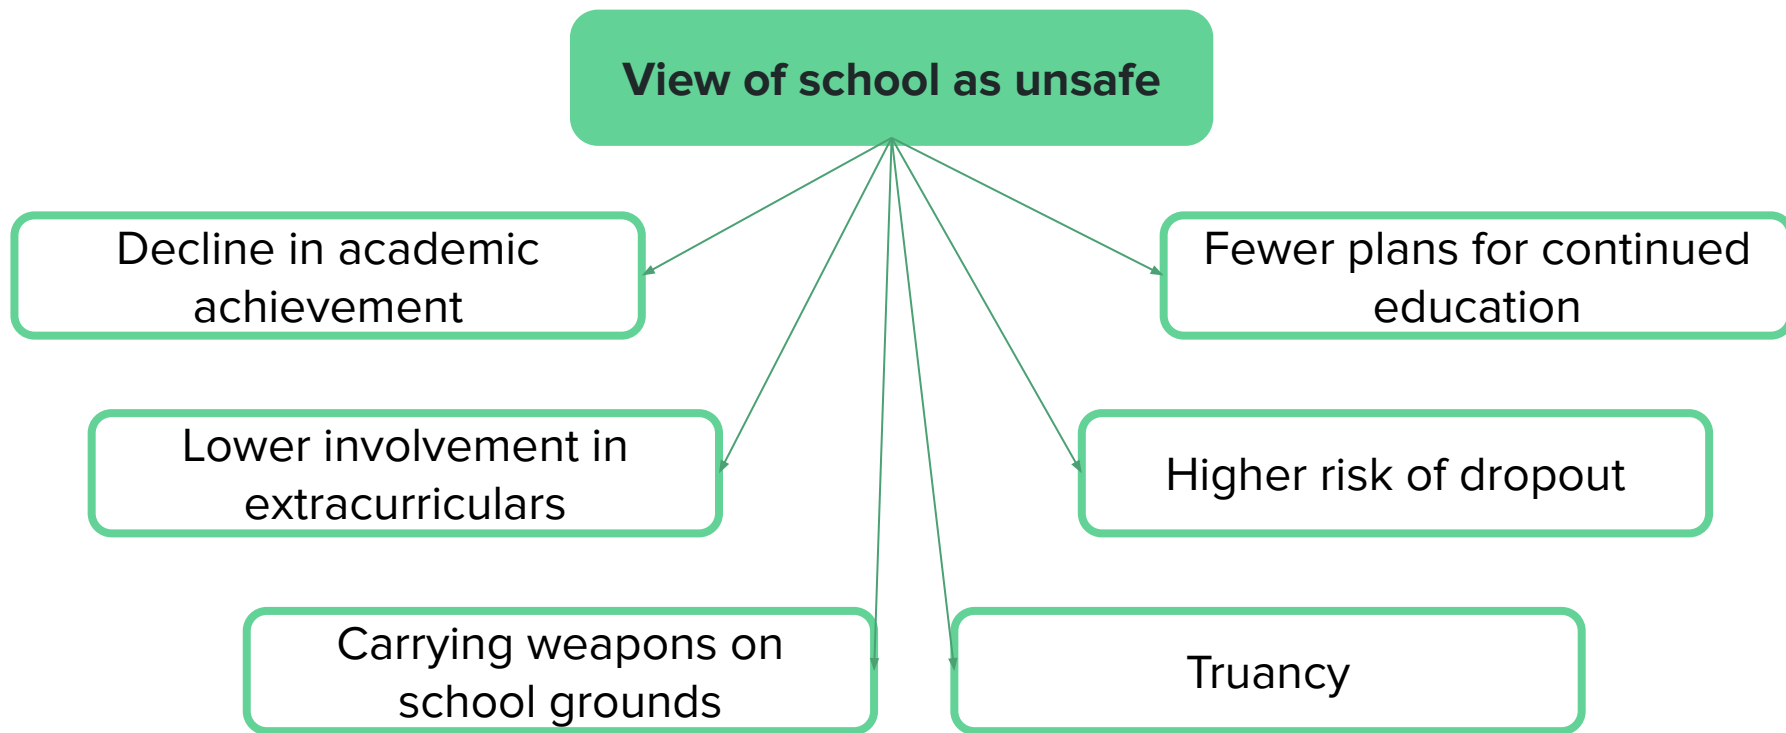 View of school as unsafe
Decline in academic
achievement
Fewer plans for continued
education
Lower involvement in
extracurriculars
Higher risk of dropout
Carrying weapons on
school grounds
Truancy